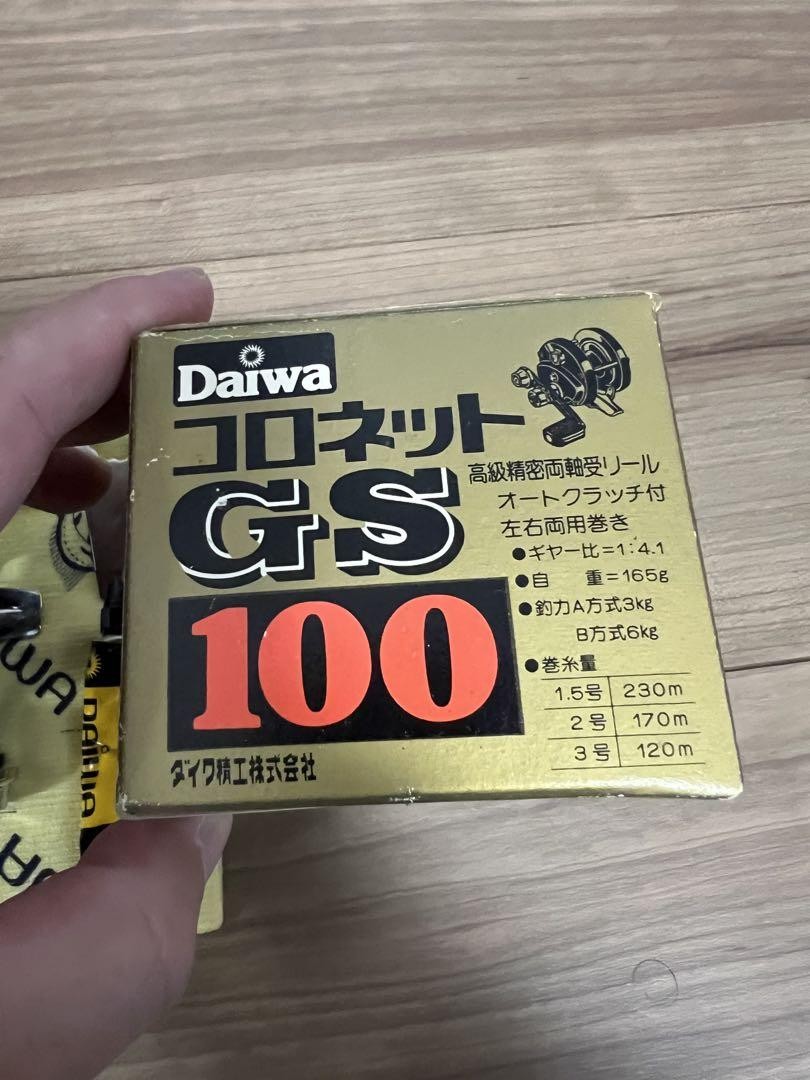 Daiwa
コロネット
GS
100
ダイワ精工株式会社
高級精密両軸受リール
オートクラッチ付
左右両用巻き
●ギヤー比=1:4.1
●自 重=165g
●釣力A方式3kg
B方式6kg
●巻糸量
1.5号 230m
2号 170m
3号 120m
WA
Daiwa
WA